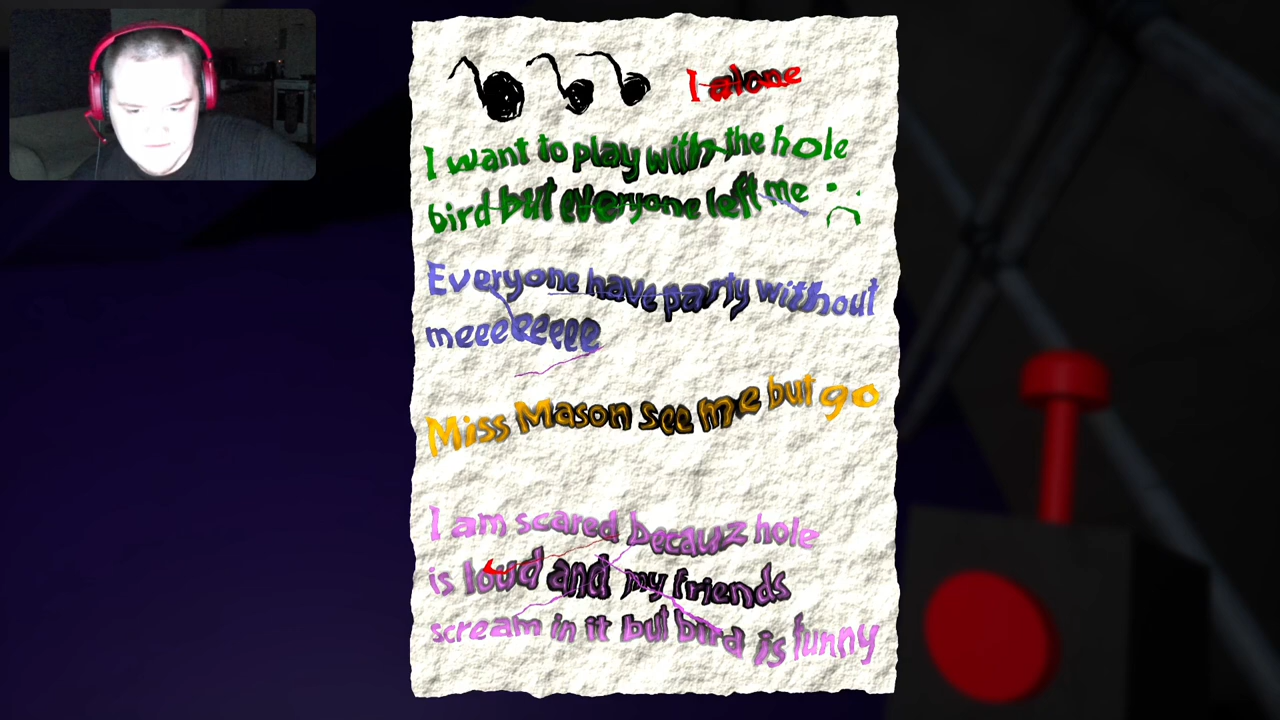 I alone
I want to play with the hole
bird but everyone left me
Everyone have party without
meeeeeeee
Miss Mason see me but go
I am scared becauz hole
is loud and my friends
scream in it but bird is funny